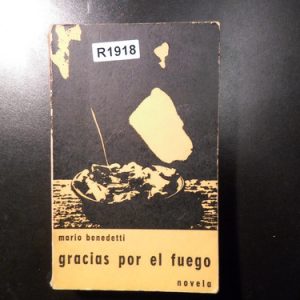 R1918
mario benedetti
gracias por el fuego
novela